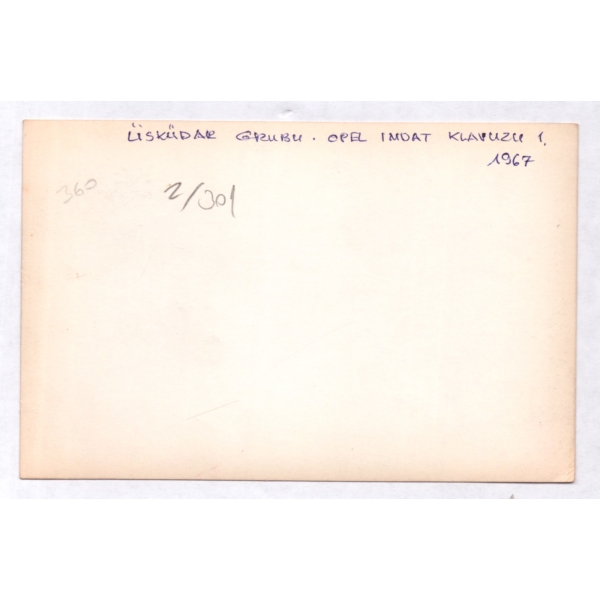 ÜSKÜDAR GRUBU. OPEL IMDAT KLAVUZU 1.
1967
360 2/301